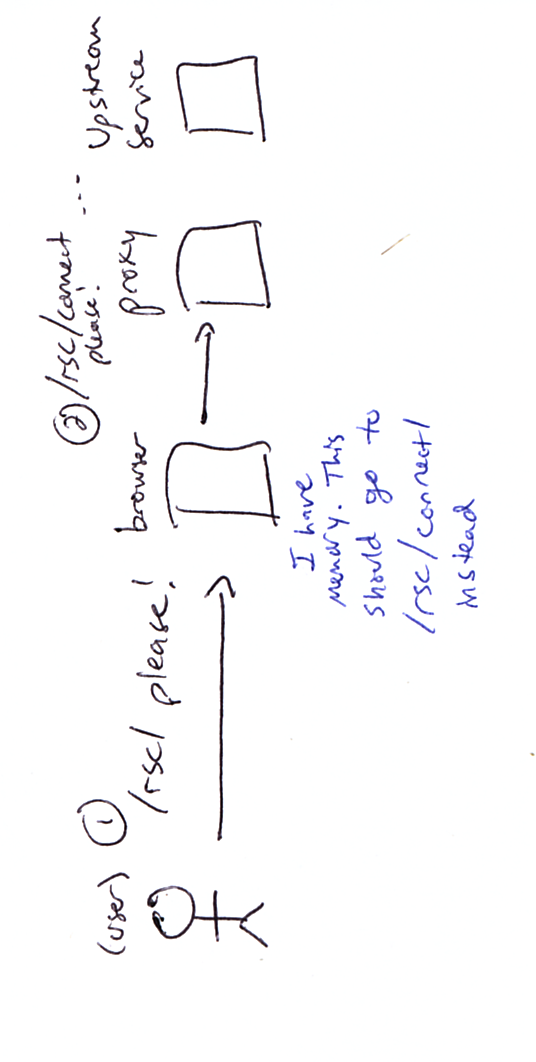 (user)
①
/rsc/ please!
browser
② /rsc/connect
please!
...
proxy
Upstream
service
I have
memory. This
should go to
/rsc/connect/
instead